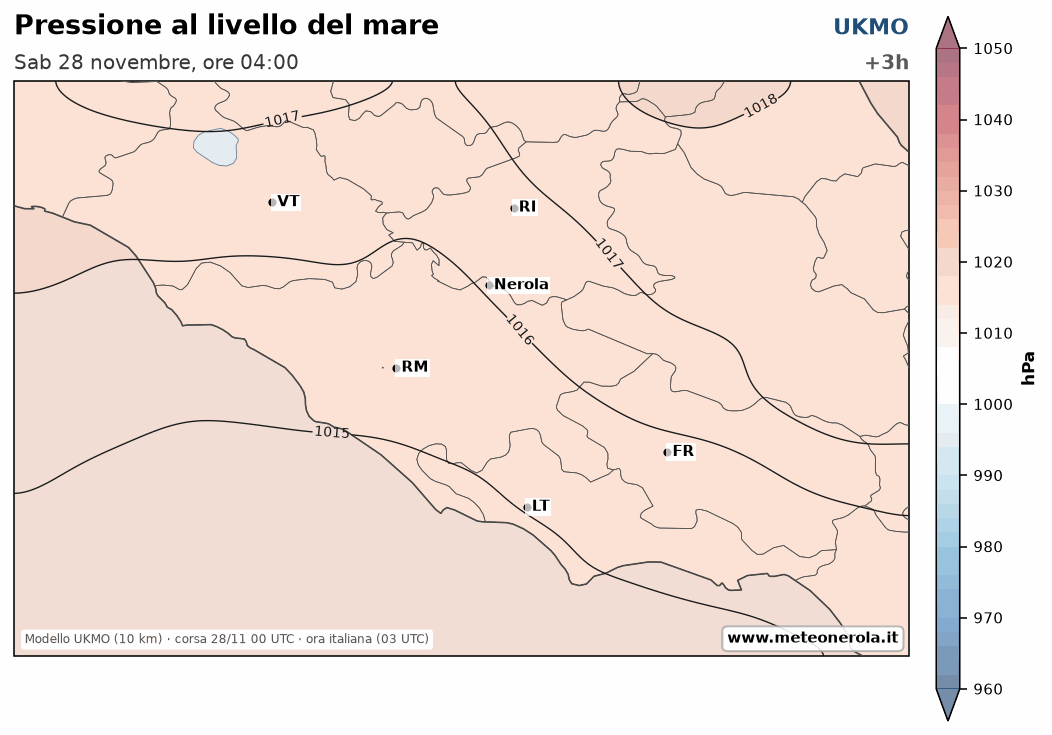 Pressione al livello del mare
UKMO
Sab 28 novembre, ore 04:00
+3h
1017
1018
VT
RI
1017
Nerola
1016
RM
1015
FR
LT
Modello UKMO (10 km) · corsa 28/11 00 UTC · ora italiana (03 UTC)
www.meteonerola.it
1050
1040
1030
1020
1010
1000
990
980
970
960
hPa